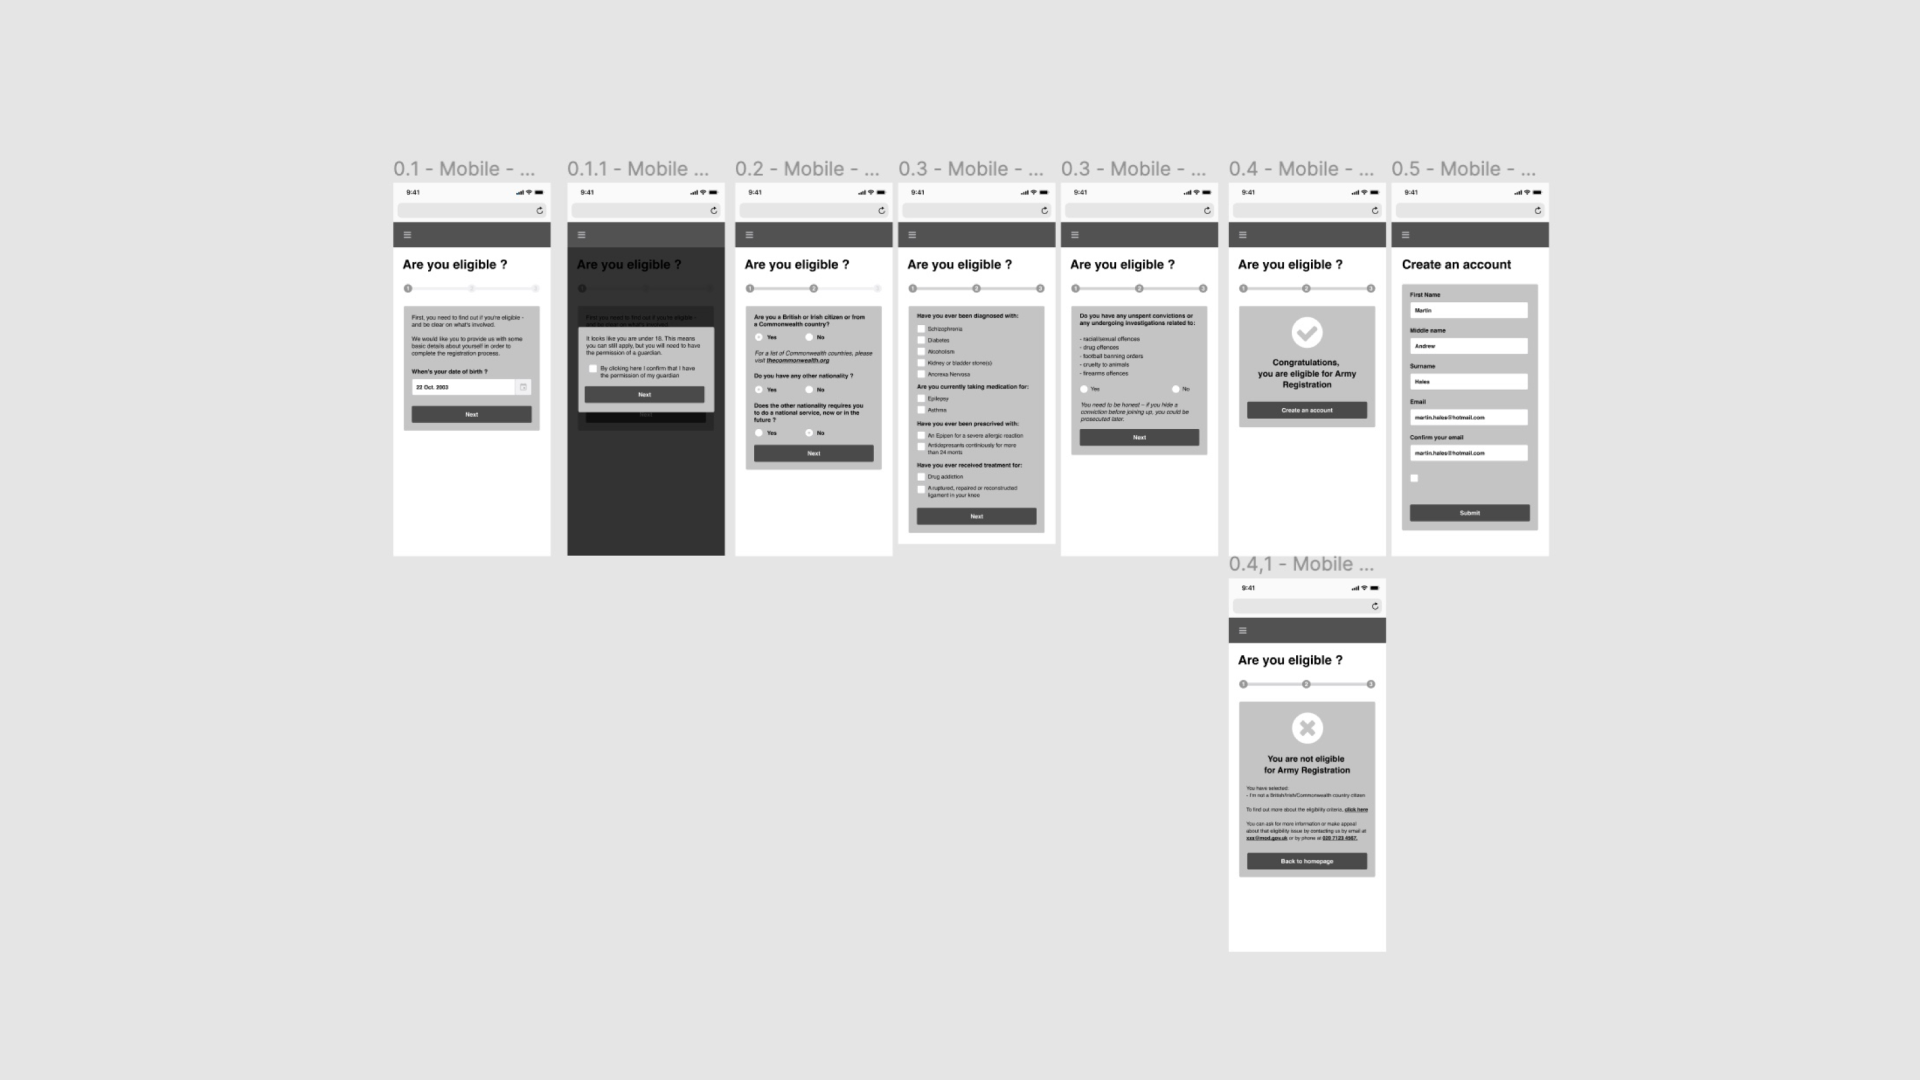 0.1 - Mobile - ...
9:41
Are you eligible ?
1
First, you need to find out if you're eligible -
and be clear on what's involved.
We would like you to provide us with some
basic details about yourself in order to
complete the registration process.
When's your date of birth ?
22 Oct. 2003
Next
0.1.1 - Mobile ...
9:41
Are you eligible ?
First, you need to find out if you're eligible -
and be clear on what's involved.
It looks like you are under 18. This means
you can still apply, but you will need to have
the permission of a guardian.
By clicking here I confirm that I have
the permission of my guardian
Next
Next
0.2 - Mobile - ...
9:41
Are you eligible ?
1 2
Are you a British or Irish citizen or from
a Commonwealth country?
Yes No
For a list of Commonwealth countries, please
visit thecommonwealth.org
Do you have any other nationality ?
Yes No
Does the other nationality requires you
to do a national service, now or in the
future ?
Yes No
Next
0.3 - Mobile - ...
9:41
Are you eligible ?
1 2 3
Have you ever been diagnosed with:
Schizophrenia
Diabetes
Alcoholism
Kidney or bladder stone(s)
Anorexa Nervosa
Are you currently taking medication for:
Epilepsy
Asthma
Have you ever been prescrived with:
An Epipen for a severe allergic reaction
than 24 monts
Have you ever received treatment for:
Drug addiction
A ruptured, repaired or reconstructed
ligament in your knee
Next
0.3 - Mobile - ...
9:41
Are you eligible ?
1 2 3
Do you have any unspent convictions or
any undergoing investigations related to:
- racial/sexual offences
- drug offences
- football banning orders
- cruelty to animals
- firearms offences
Yes No
You need to be honest – if you hide a
conviction before joining up, you could be
prosecuted later.
Next
0.4 - Mobile - ...
9:41
Are you eligible ?
1 2 3
Congratulations,
you are eligible for Army
Registration
Create an account
0.5 - Mobile - ...
9:41
Create an account
First Name
Martin
Middle name
Andrew
Surname
Hales
Email
martin.hales@hotmail.com
Confirm your email
martin.hales@hotmail.com
Submit
0.4,1 - Mobile ...
9:41
Are you eligible ?
1 2 3
You are not eligible
for Army Registration
You have selected:
- I'm not a British/Irish/Commonwealth country citizen
To find out more about the eligibility criteria, click here
You can ask for more information or make appeal
about that eligibility issue by contacting us by email at
xxx@mod.gov.uk or by phone at 020 7123 4567.
Back to homepage